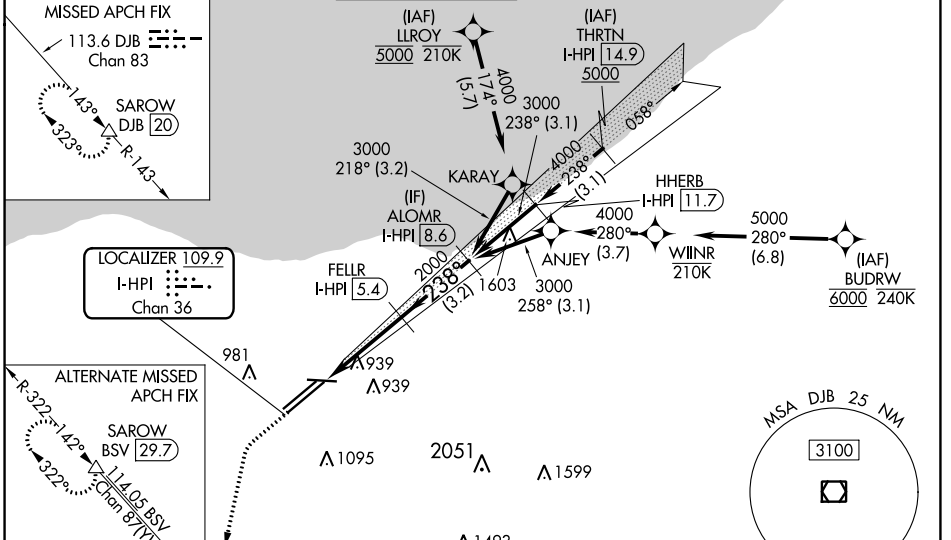 MISSED APCH FIX
113.6 DJB
Chan 83
143°
323°
SAROW
DJB 20
R-143
(IAF)
LLROY
5000 210K
4000
174°
(5.7)
(IAF)
THRTN
I-HPI 14.9
5000
3000
238° (3.1)
058°
4000
238°
(3.1)
3000
218° (3.2)
KARAY
HHERB
I-HPI 11.7
(IF)
ALOMR
I-HPI 8.6
4000
280°
(3.7)
ANJEY
WIINR
210K
5000
280°
(6.8)
(IAF)
BUDRW
6000 240K
2000
238°
(3.2)
1603
3000
258° (3.1)
FELLR
I-HPI 5.4
LOCALIZER 109.9
I-HPI
Chan 36
981
939
939
ALTERNATE MISSED
APCH FIX
R-322
142°
322°
SAROW
BSV 29.7
114.05 BSV
Chan 87(Y)
1095
2051
1599
1493
MSA DJB 25 NM
3100